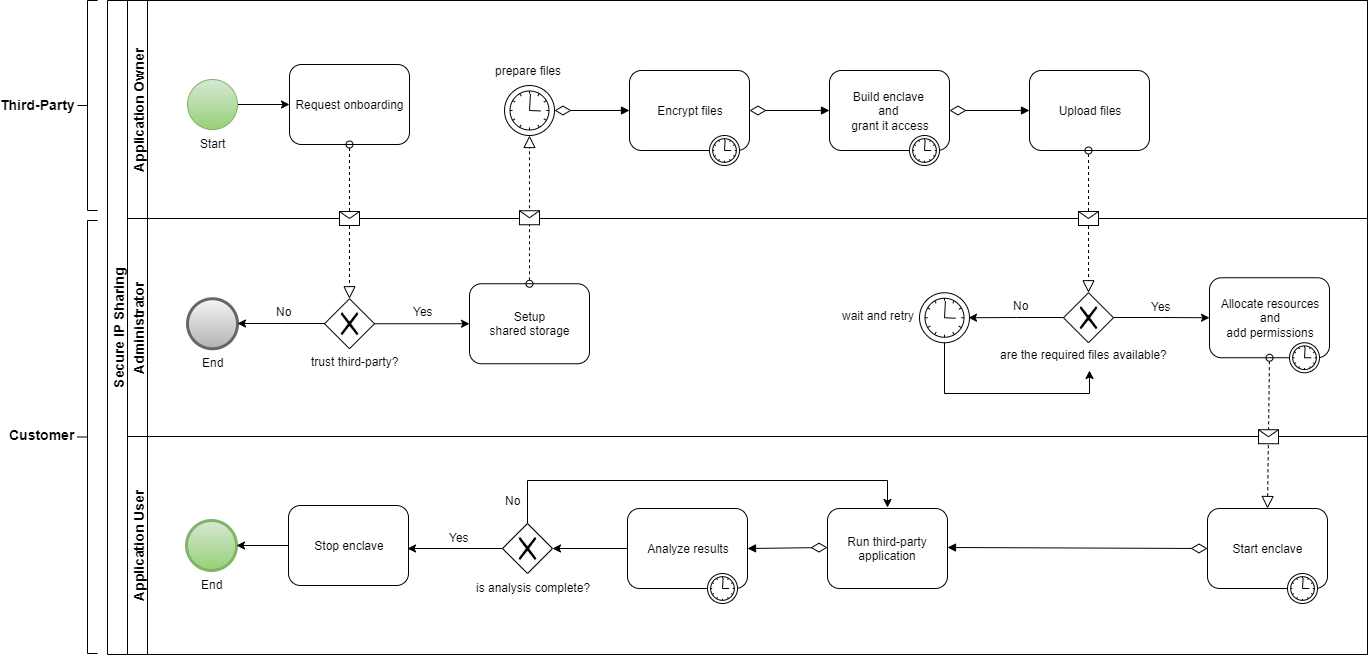 Third-Party
Customer
Secure IP Sharing
Application Owner
Start
Request onboarding
prepare files
Encrypt files
Build enclave
and
grant it access
Upload files
Administrator
End
No
trust third-party?
Yes
Setup
shared storage
wait and retry
No
are the required files available?
Yes
Allocate resources
and
add permissions
Application User
End
Stop enclave
Yes
No
is analysis complete?
Analyze results
Run third-party
application
Start enclave